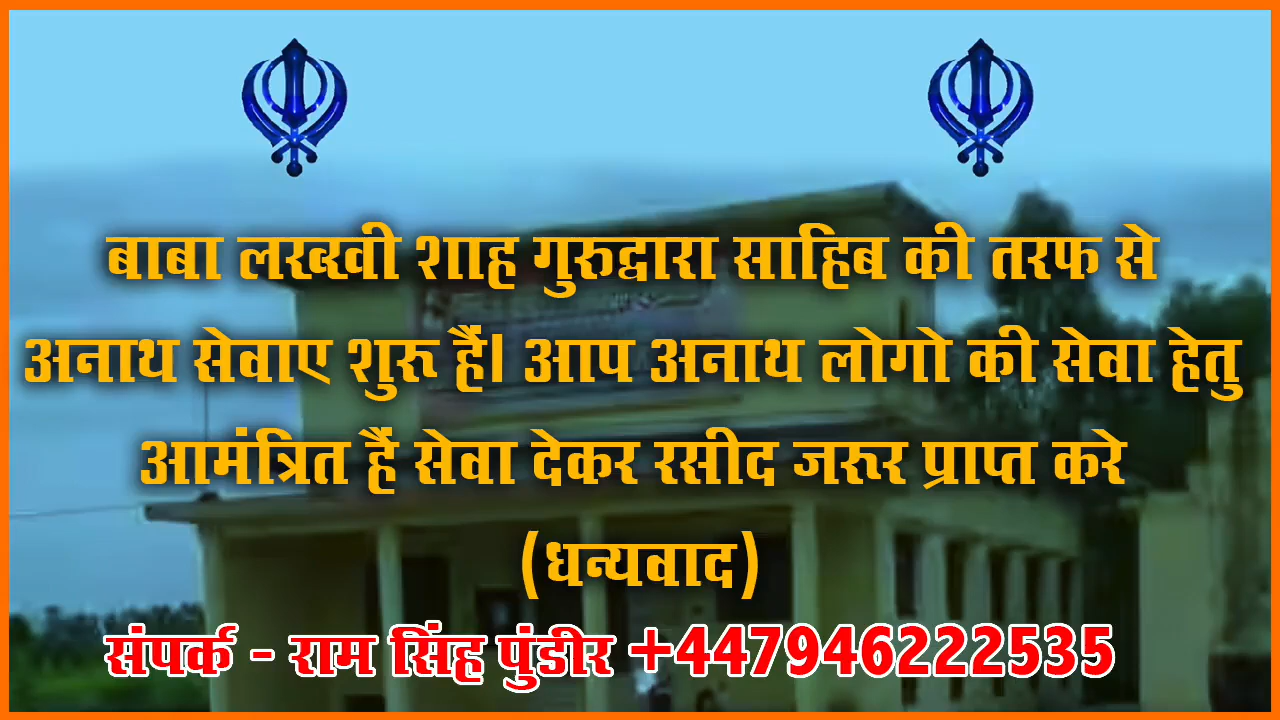 बाबा लख्खी शाह गुरुद्वारा साहिब की तरफ से
अनाथ सेवाए शुरू हैं। आप अनाथ लोगो की सेवा हेतु
आमंत्रित हैं सेवा देकर रसीद जरूर प्राप्त करे
(धन्यवाद)
संपर्क - राम सिंह पुंडीर +447946222535